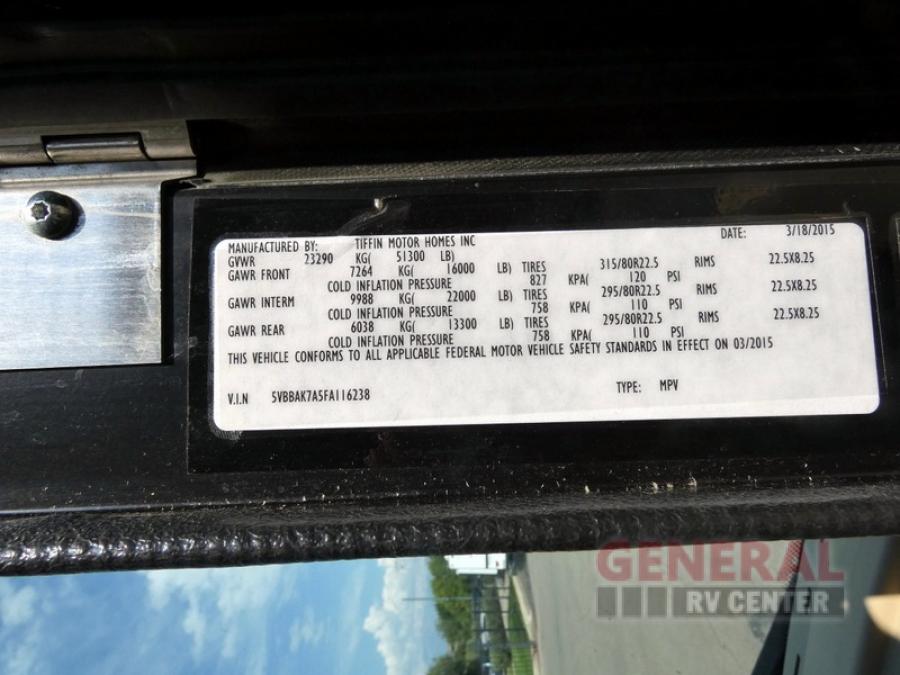 MANUFACTURED BY: TIFFIN MOTOR HOMES INC DATE: 3/18/2015
GVWR 23290 KG( 51300 LB)
GAWR FRONT 7264 KG( 16000 LB) TIRES 315/80R22.5 RIMS 22.5X8.25
COLD INFLATION PRESSURE 827 KPA( 120 PSI
GAWR INTERM 9988 KG( 22000 LB) TIRES 295/80R22.5 RIMS 22.5X8.25
COLD INFLATION PRESSURE 758 KPA( 110 PSI
GAWR REAR 6038 KG( 13300 LB) TIRES 295/80R22.5 RIMS 22.5X8.25
COLD INFLATION PRESSURE 758 KPA( 110 PSI
THIS VEHICLE CONFORMS TO ALL APPLICABLE FEDERAL MOTOR VEHICLE SAFETY STANDARDS IN EFFECT ON 03/2015
V.I.N 5VBBAK7A5FA116238 TYPE: MPV
GENERAL
RV CENTER